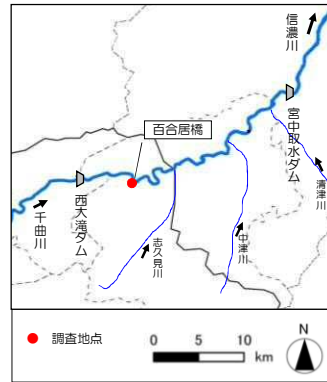 信濃川
宮中取水ダム
百合居橋
清津川
西大滝ダム
千曲川
志久見川
中津川
調査地点
0 5 10
km
N